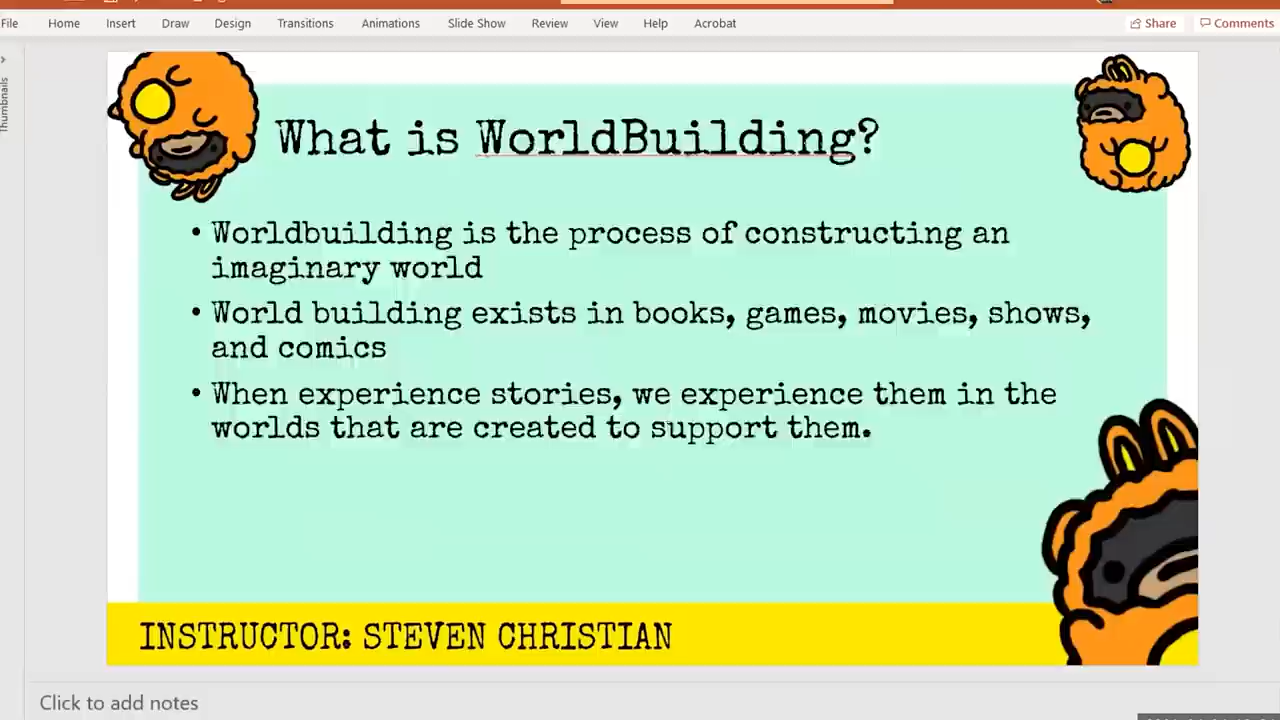 File Home Insert Draw Design Transitions Animations Slide Show Review View Help Acrobat Share Comments
Thumbnails
What is WorldBuilding?
• Worldbuilding is the process of constructing an
imaginary world
• World building exists in books, games, movies, shows,
and comics
• When experience stories, we experience them in the
worlds that are created to support them.
INSTRUCTOR: STEVEN CHRISTIAN
Click to add notes